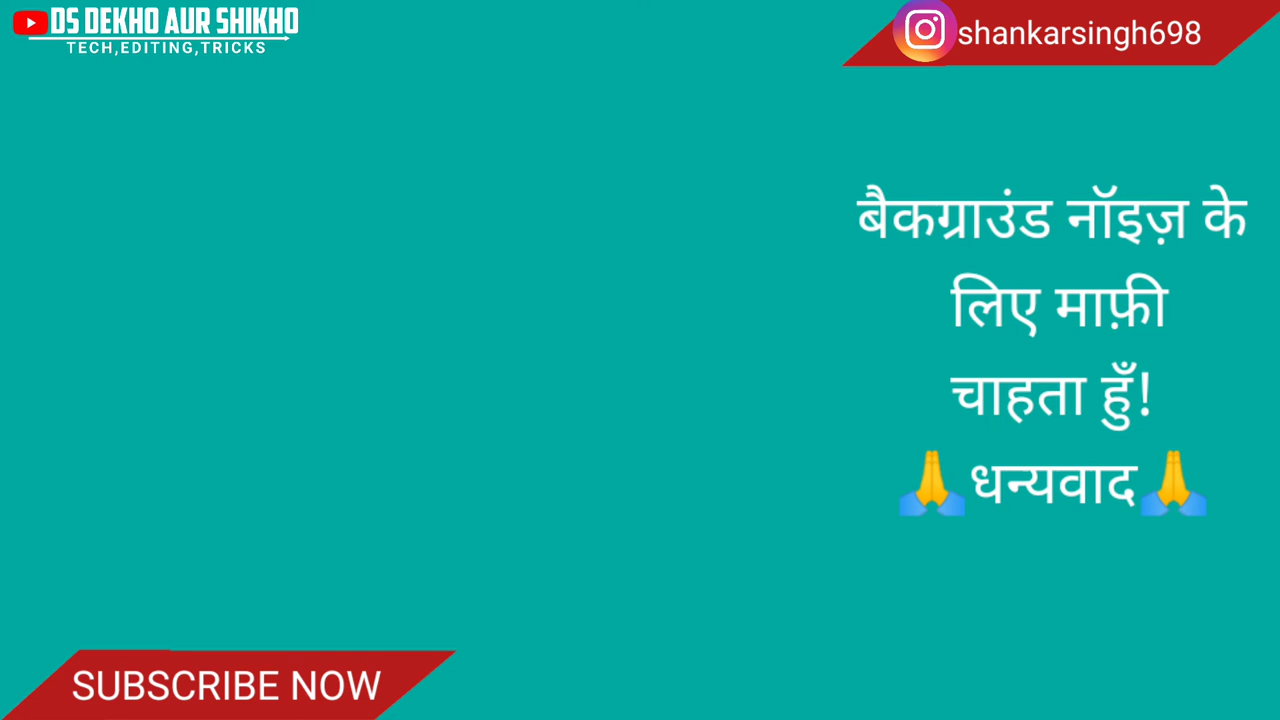 DS DEKHO AUR SHIKHO
TECH,EDITING,TRICKS
shankarsingh698
बैकग्राउंड नॉइज़ के
लिए माफ़ी
चाहता हुँ!
🙏धन्यवाद🙏
SUBSCRIBE NOW